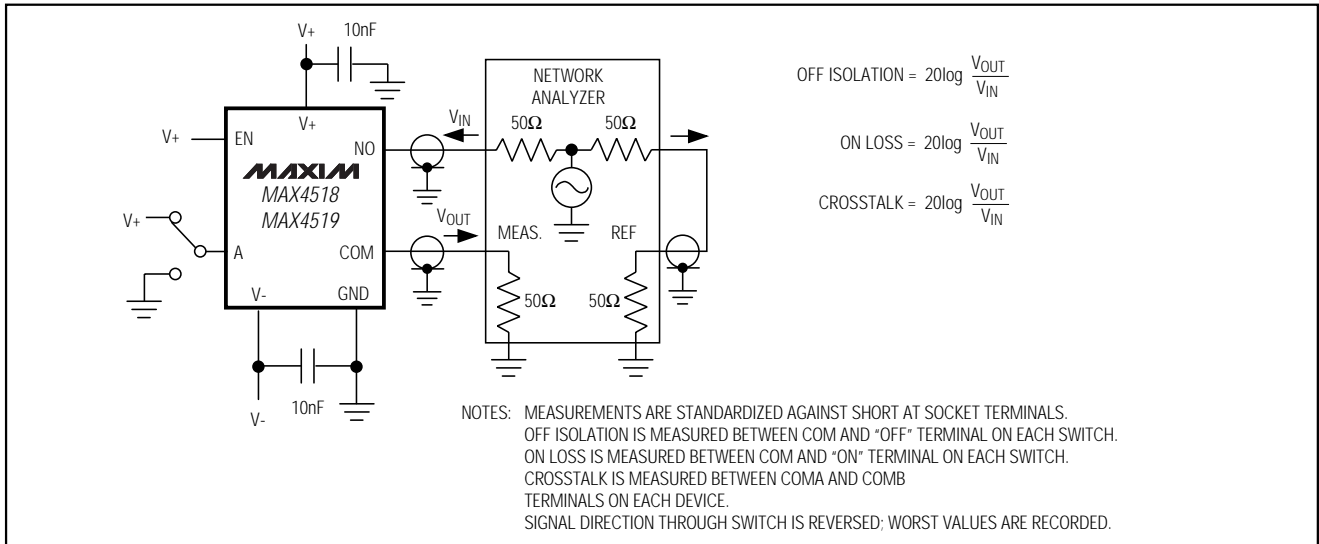 V+
10nF
V+
V+
EN
NO
MAXIM
MAX4518
MAX4519
V+
A
COM
V-
GND
10nF
V-
VIN
VOUT
NETWORK
ANALYZER
50Ω
50Ω
MEAS.
REF
50Ω
50Ω
OFF ISOLATION = 20log VOUT/VIN
ON LOSS = 20log VOUT/VIN
CROSSTALK = 20log VOUT/VIN
NOTES: MEASUREMENTS ARE STANDARDIZED AGAINST SHORT AT SOCKET TERMINALS.
OFF ISOLATION IS MEASURED BETWEEN COM AND "OFF" TERMINAL ON EACH SWITCH.
ON LOSS IS MEASURED BETWEEN COM AND "ON" TERMINAL ON EACH SWITCH.
CROSSTALK IS MEASURED BETWEEN COMA AND COMB
TERMINALS ON EACH DEVICE.
SIGNAL DIRECTION THROUGH SWITCH IS REVERSED; WORST VALUES ARE RECORDED.